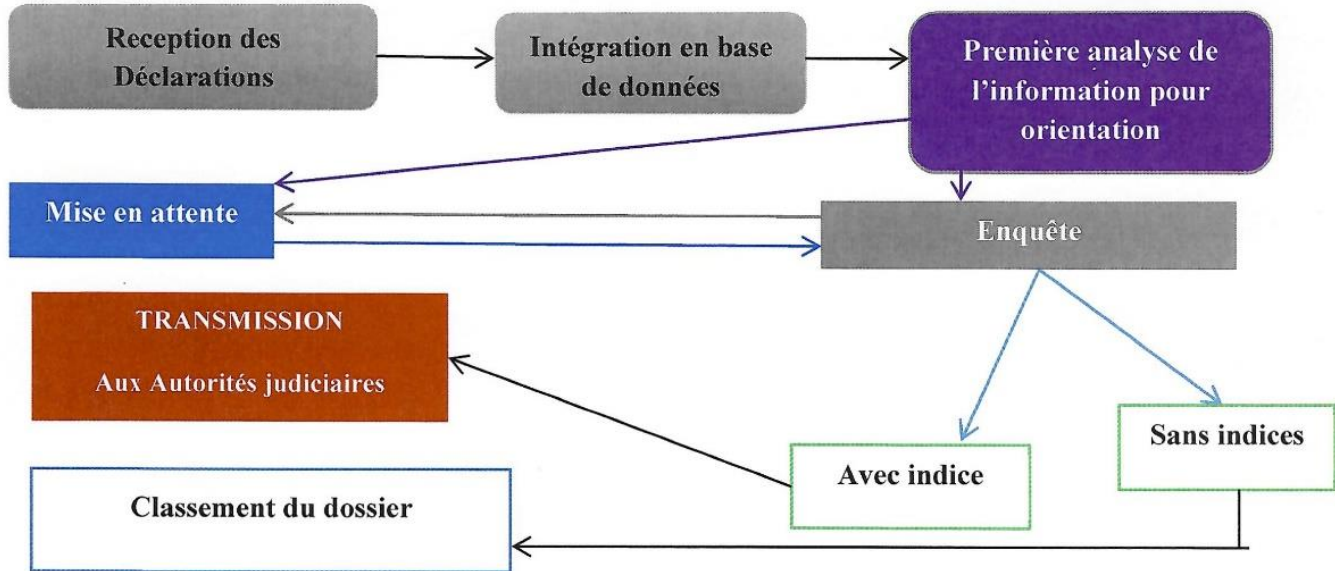 Reception des
Déclarations
Intégration en base
de données
Première analyse de
l'information pour
orientation
Mise en attente
Enquête
TRANSMISSION
Aux Autorités judiciaires
Avec indice
Sans indices
Classement du dossier